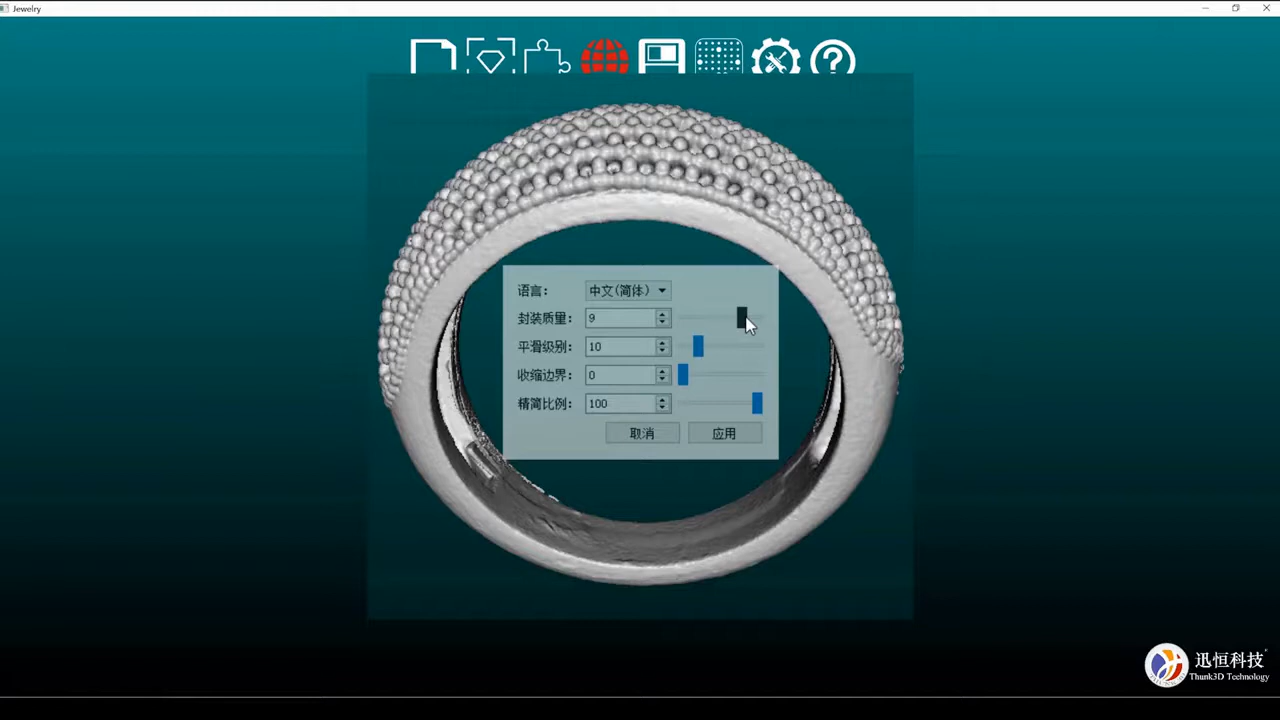 Jewelry
语言： 中文(简体)
封装质量： 9
平滑级别： 10
收缩边界： 0
精简比例： 100
取消 应用
迅恒科技
Thunk3D Technology